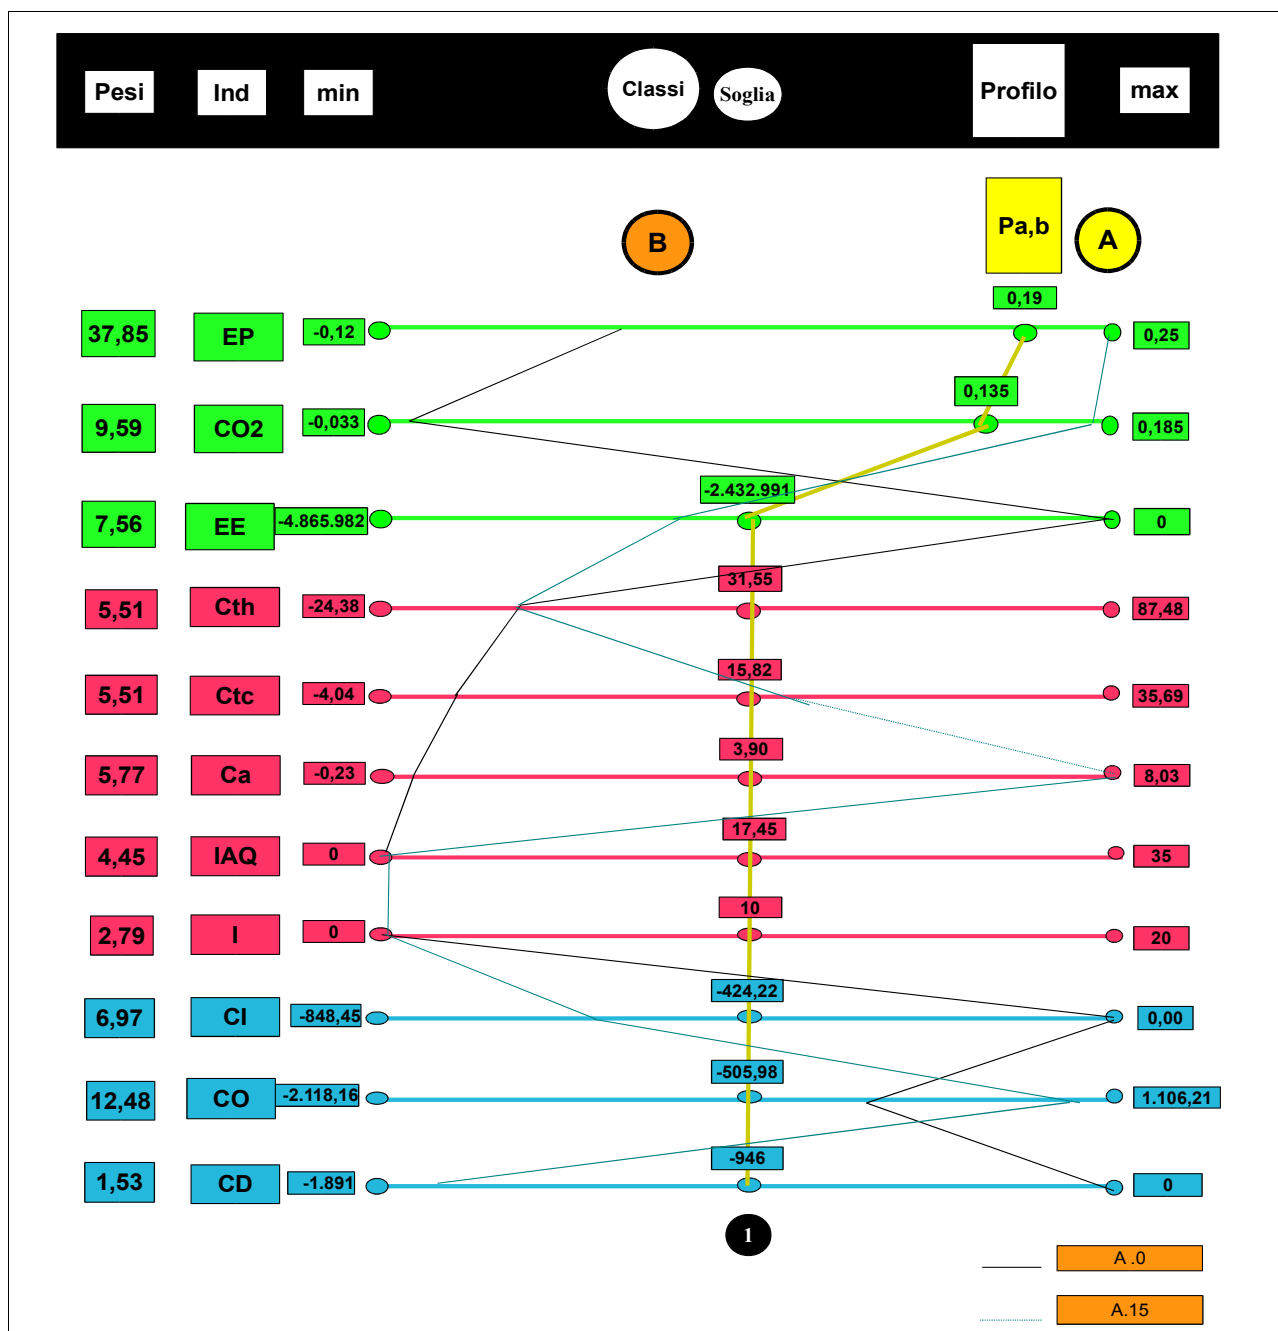 Pesi Ind min Classi Soglia Profilo max
B Pa,b A
0,19
37,85 EP -0,12 0,25
0,135
9,59 CO2 -0,033 0,185
-2.432.991
7,56 EE -4.865.982 0
31,55
5,51 Cth -24,38 87,48
15,82
5,51 Ctc -4,04 35,69
3,90
5,77 Ca -0,23 8,03
17,45
4,45 IAQ 0 35
10
2,79 I 0 20
-424,22
6,97 CI -848,45 0,00
-505,98
12,48 CO -2.118,16 1.106,21
-946
1,53 CD -1.891 0
1
A .0
A.15